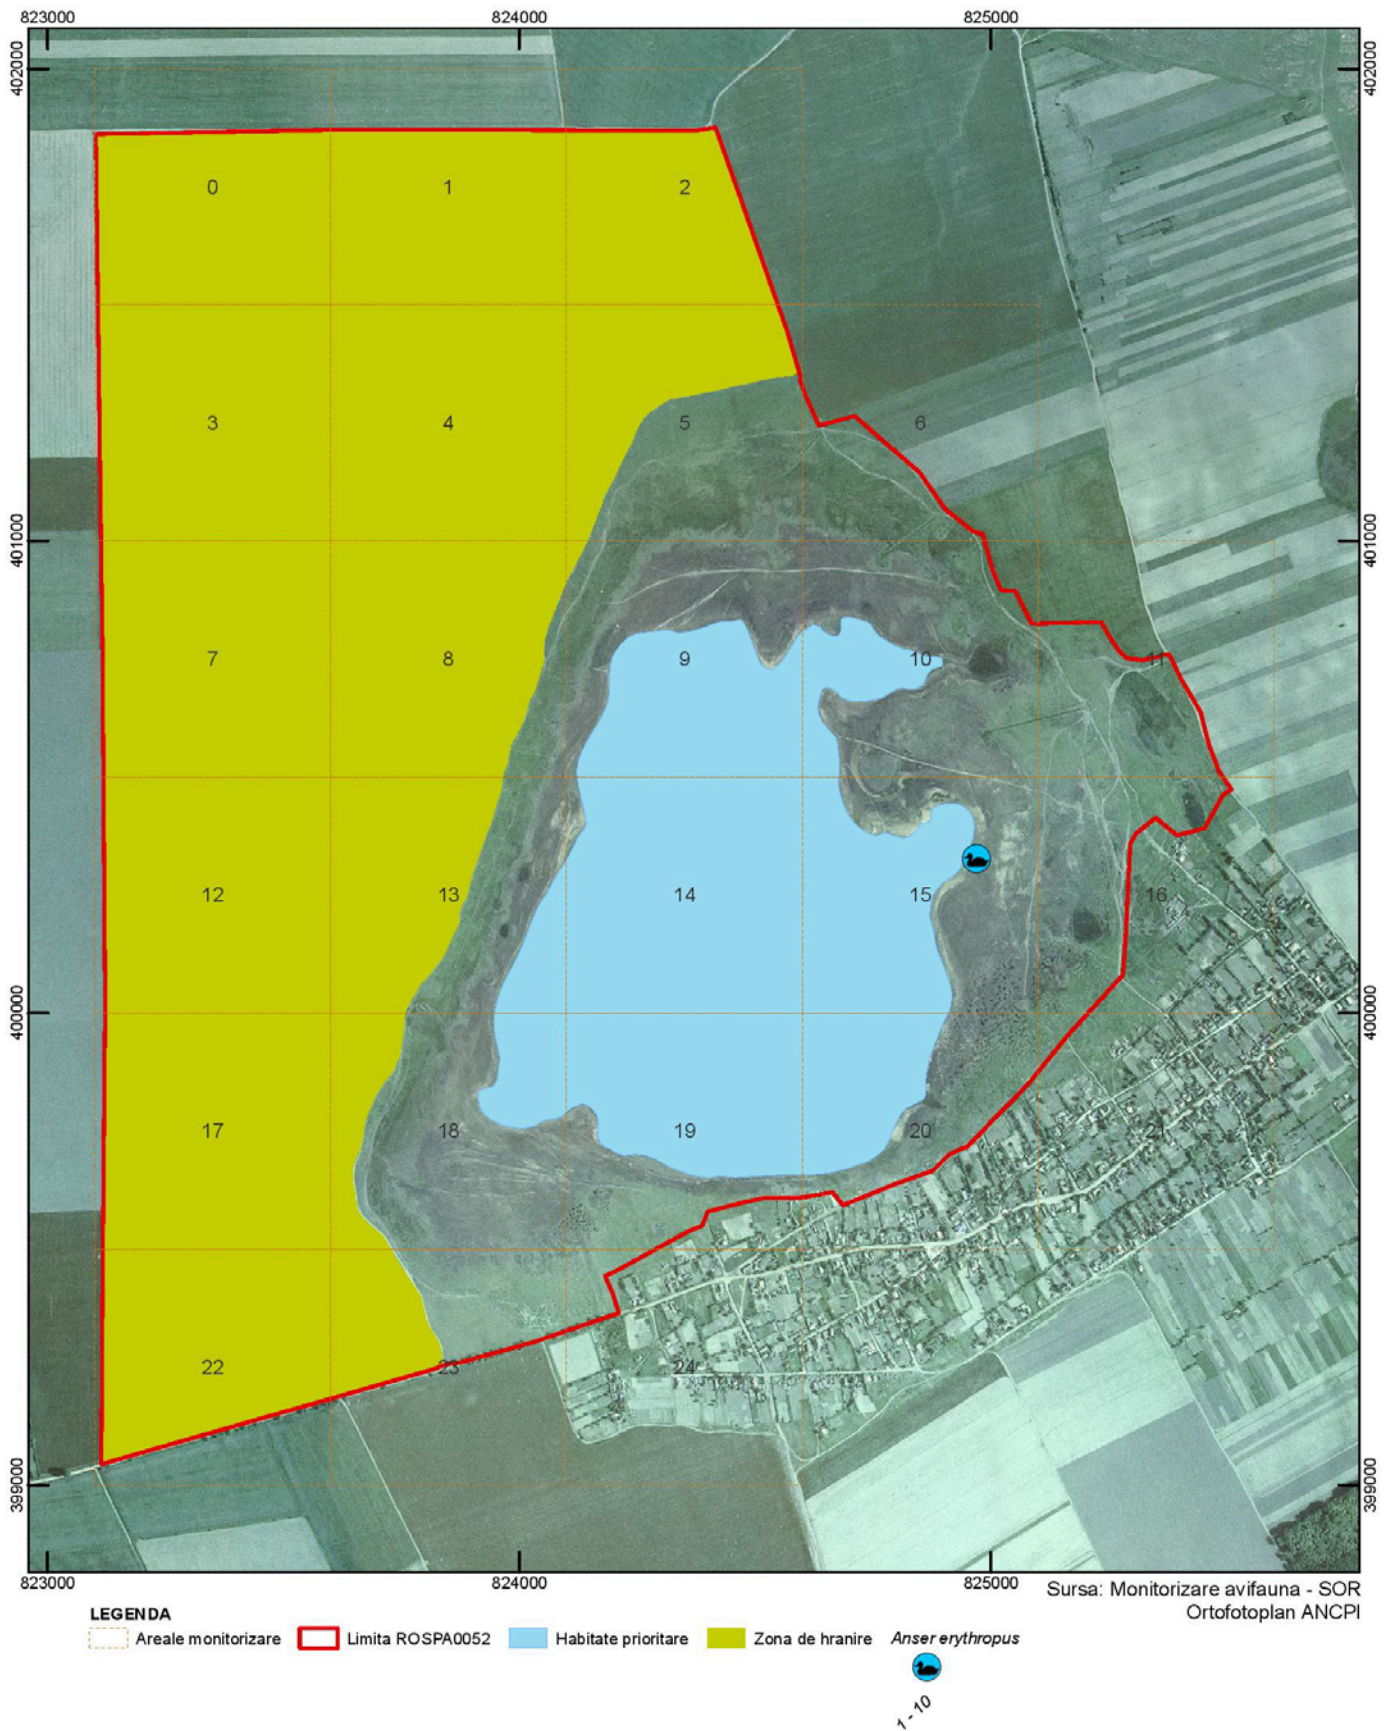 823000 824000 825000
402000 402000
0 1 2
3 4 5 6
401000 401000
7 8 9 10 11
12 13 14 15 16
400000 400000
17 18 19 20 21
22 23 24
399000 399000
823000 824000 825000
Sursa: Monitorizare avifauna - SOR
Ortofotoplan ANCPI
LEGENDA
Areale monitorizare Limita ROSPA0052 Habitate prioritare Zona de hranire Anser erythropus
1 - 10